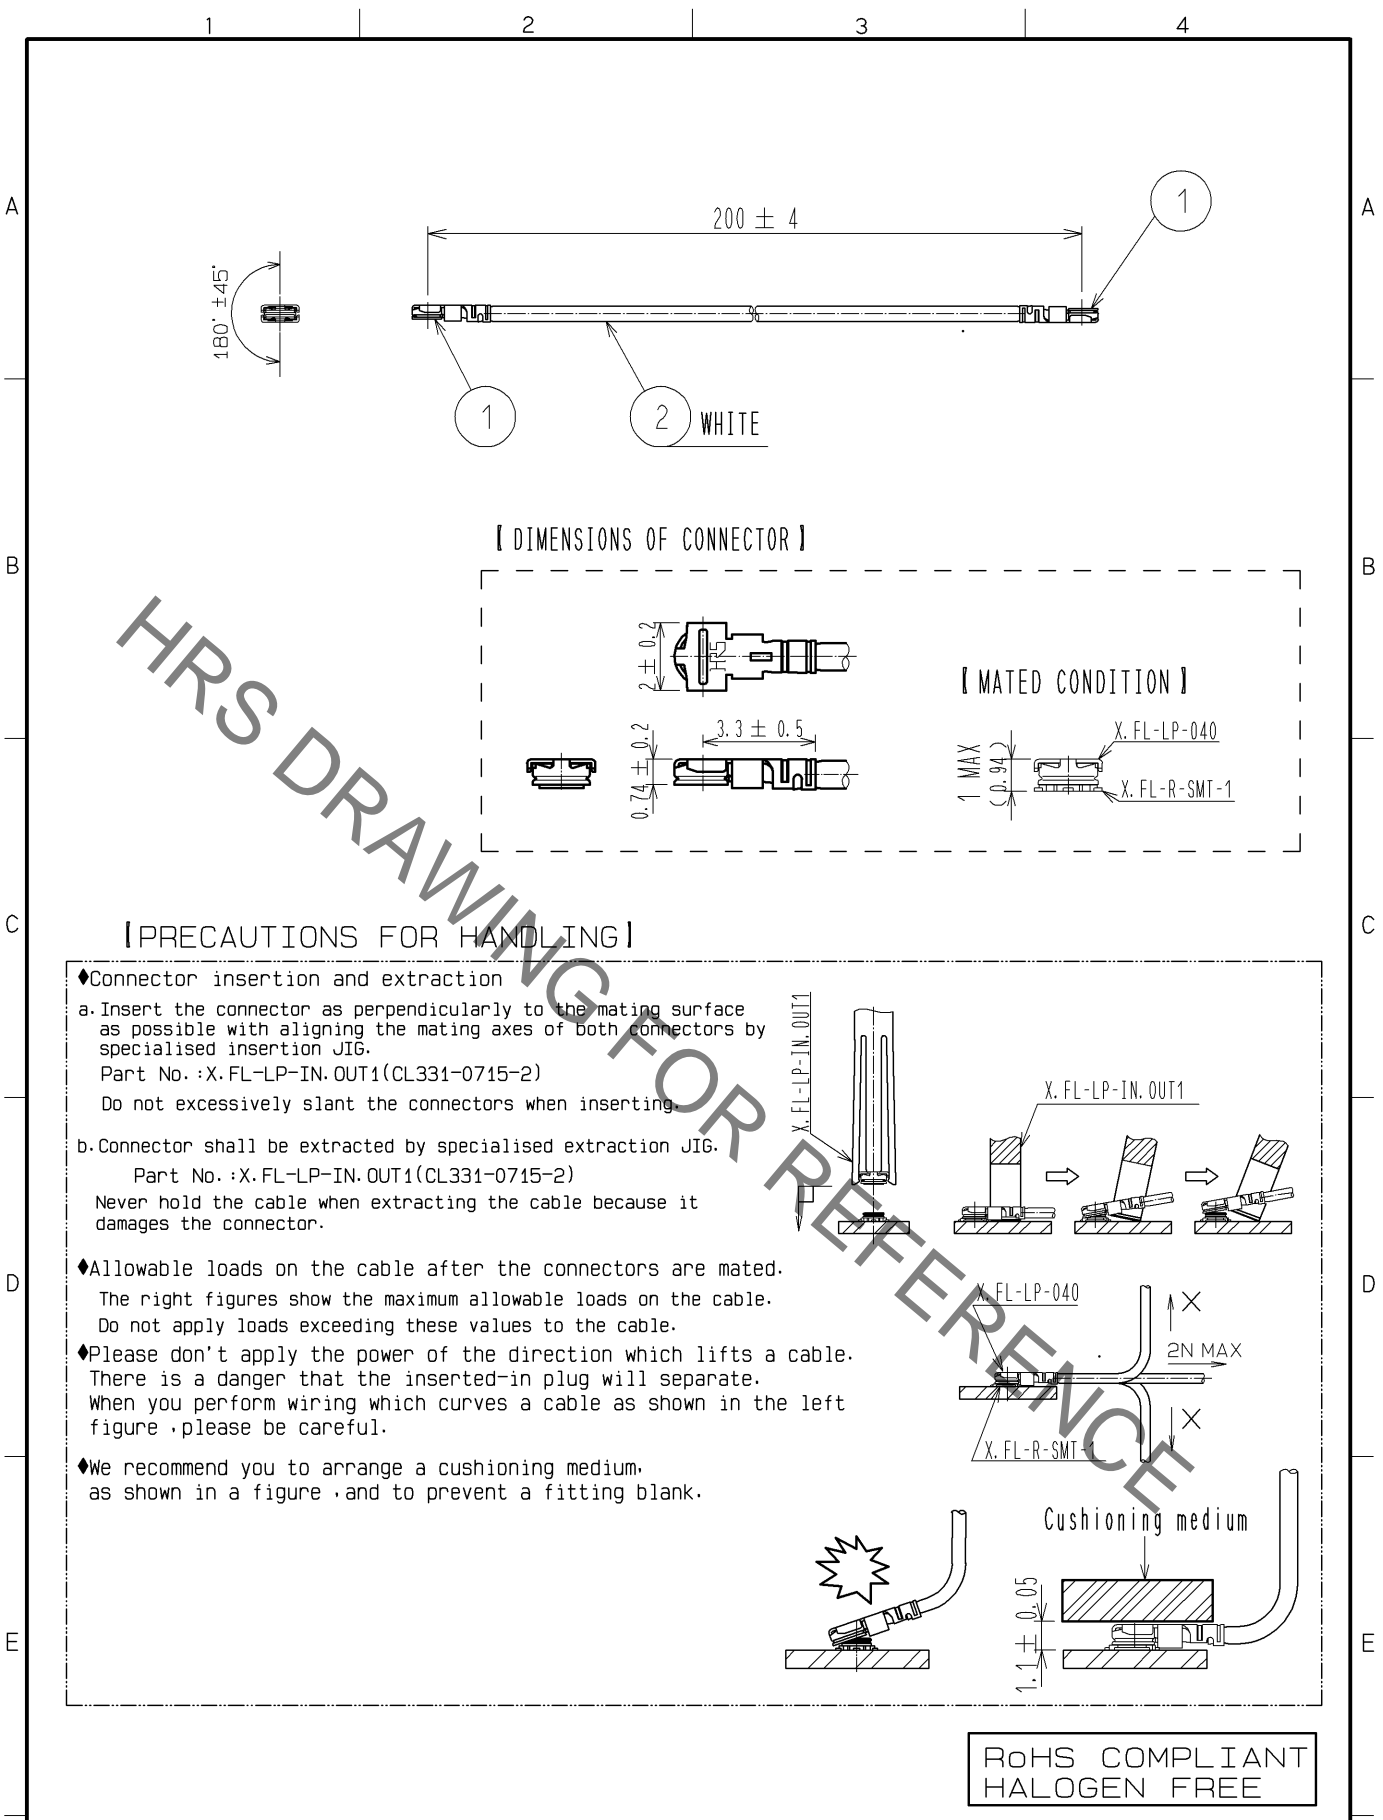 1 2 3 4
A A
200 ± 4
1
180° ±45°
1
2 WHITE
【 DIMENSIONS OF CONNECTOR 】
B B
2 ± 0.2
HRS
【 MATED CONDITION 】
3.3 ± 0.5
0.74 ± 0.2
1 MAX
(0.94)
X.FL-LP-040
X.FL-R-SMT-1
HRS DRAWING FOR REFERENCE
C C
【PRECAUTIONS FOR HANDLING】
♦Connector insertion and extraction
a.Insert the connector as perpendicularly to the mating surface
as possible with aligning the mating axes of both connectors by
specialised insertion JIG.
Part No.:X.FL-LP-IN.OUT1(CL331-0715-2)
Do not excessively slant the connectors when inserting.
b.Connector shall be extracted by specialised extraction JIG.
Part No.:X.FL-LP-IN.OUT1(CL331-0715-2)
Never hold the cable when extracting the cable because it
damages the connector.
X.FL-LP-IN.OUT1
X.FL-LP-IN.OUT1
D D
♦Allowable loads on the cable after the connectors are mated.
The right figures show the maximum allowable loads on the cable.
Do not apply loads exceeding these values to the cable.
♦Please don't apply the power of the direction which lifts a cable.
There is a danger that the inserted-in plug will separate.
When you perform wiring which curves a cable as shown in the left
figure ,please be careful.
X.FL-LP-040
X
2N MAX
X
X.FL-R-SMT-1
♦We recommend you to arrange a cushioning medium,
as shown in a figure ,and to prevent a fitting blank.
Cushioning medium
1.1 ± 0.05
E E
RoHS COMPLIANT
HALOGEN FREE